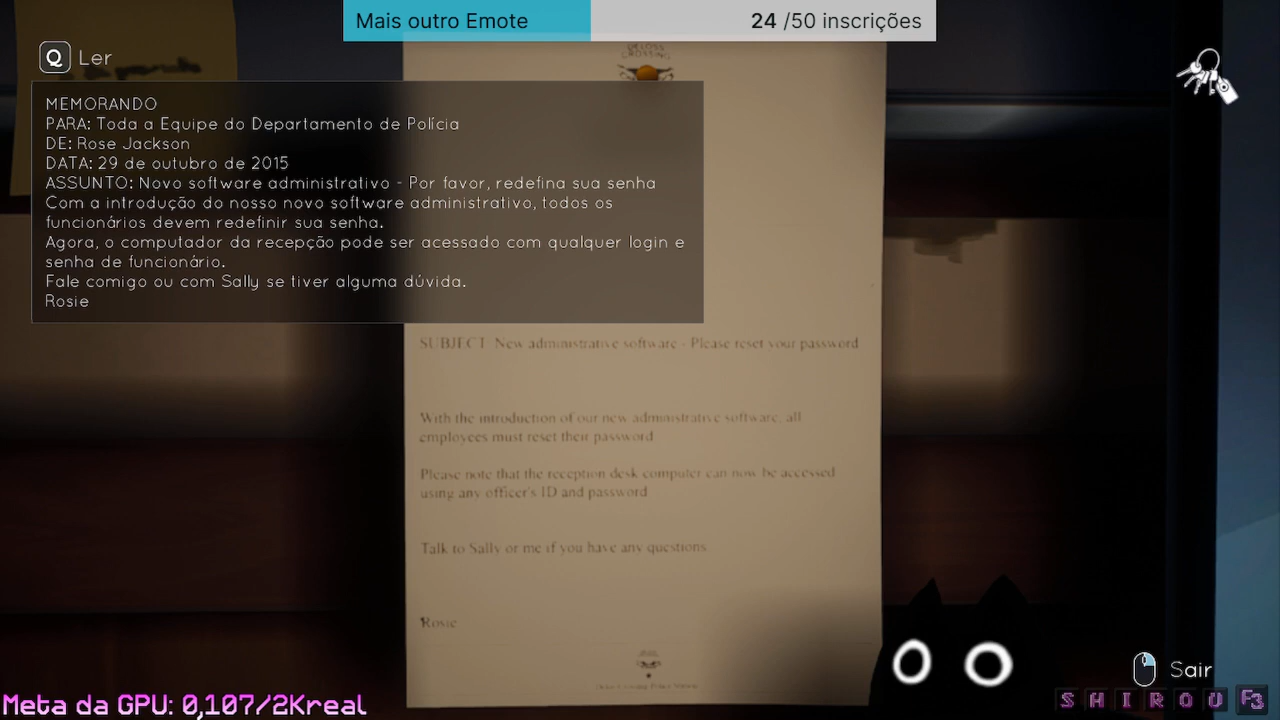 Mais outro Emote
24 /50 inscrições
Q Ler
DELOSS
CROSSING
MEMORANDO
PARA: Toda a Equipe do Departamento de Polícia
DE: Rose Jackson
DATA: 29 de outubro de 2015
ASSUNTO: Novo software administrativo - Por favor, redefina sua senha
Com a introdução do nosso novo software administrativo, todos os
funcionários devem redefinir sua senha.
Agora, o computador da recepção pode ser acessado com qualquer login e
senha de funcionário.
Fale comigo ou com Sally se tiver alguma dúvida.
Rosie
SUBJECT: New administrative software - Please reset your password
With the introduction of our new administrative software, all
employees must reset their password
Please note that the reception desk computer can now be accessed
using any officer's ID and password
Talk to Sally or me if you have any questions.
Rosie
Sair
Meta da GPU: 0,107/2Kreal
SHIROU F3